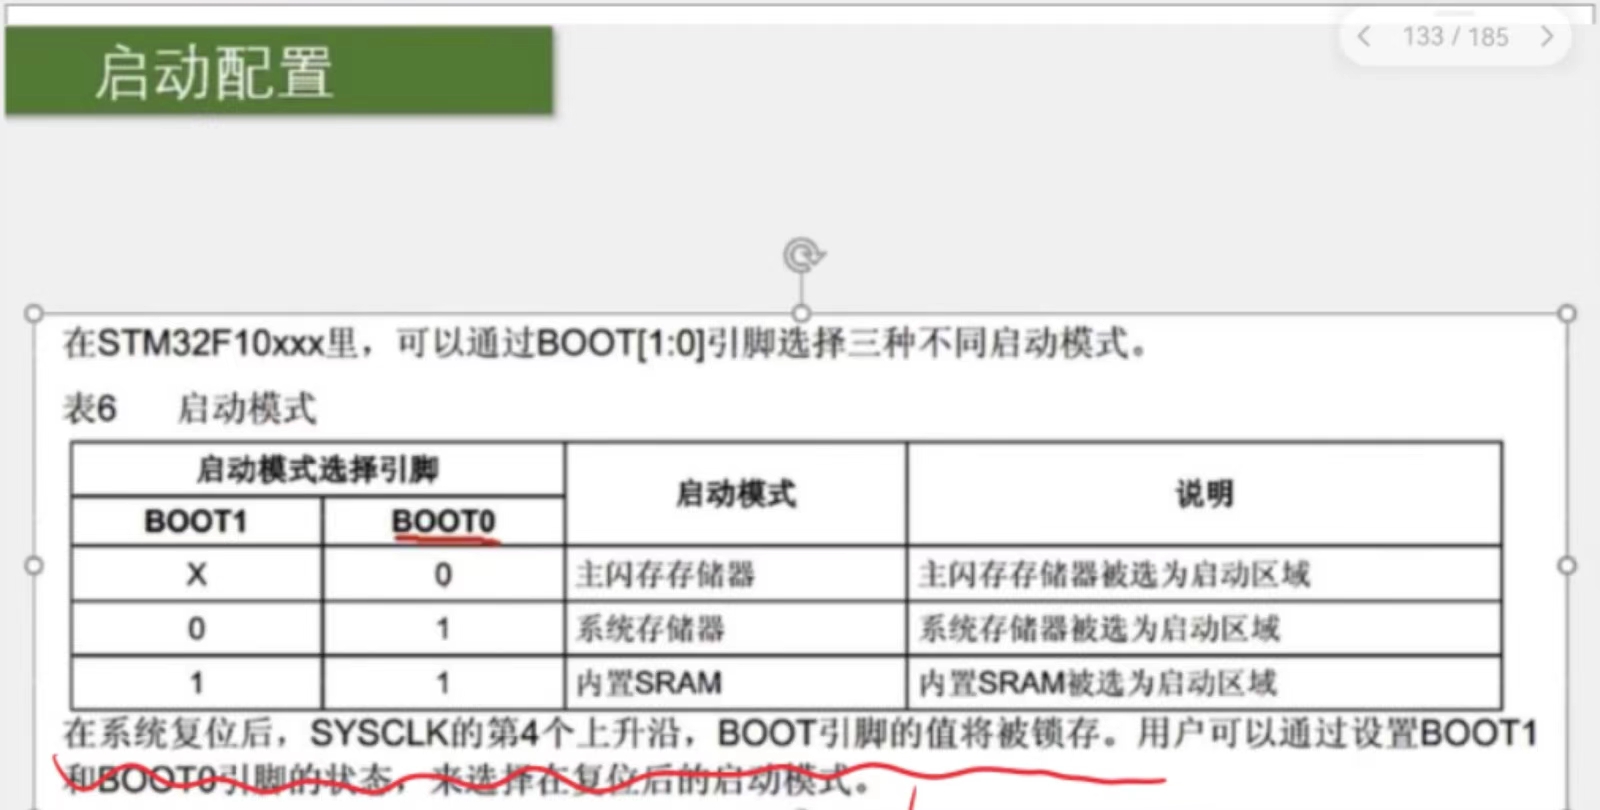 133 / 185
启动配置
在STM32F10xxx里，可以通过BOOT[1:0]引脚选择三种不同启动模式。
表6 启动模式
启动模式选择引脚 启动模式 说明
BOOT1 BOOT0
X 0 主闪存存储器 主闪存存储器被选为启动区域
0 1 系统存储器 系统存储器被选为启动区域
1 1 内置SRAM 内置SRAM被选为启动区域
在系统复位后，SYSCLK的第4个上升沿，BOOT引脚的值将被锁存。用户可以通过设置BOOT1
和BOOT0引脚的状态，来选择在复位后的启动模式。